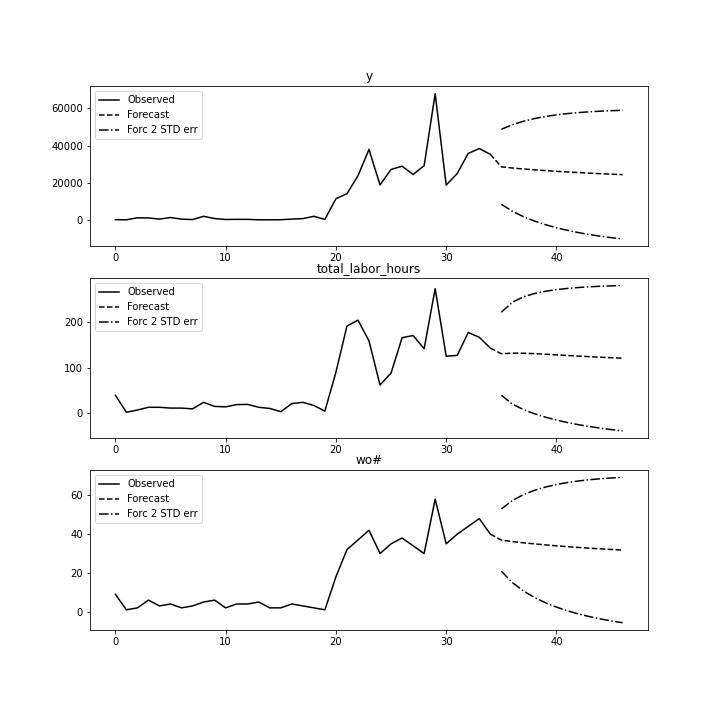 y
Observed
Forecast
Forc 2 STD err
60000
40000
20000
0
0 10 20 30 40
total_labor_hours
Observed
Forecast
Forc 2 STD err
200
100
0
0 10 20 30 40
wo#
Observed
Forecast
Forc 2 STD err
60
40
20
0
0 10 20 30 40